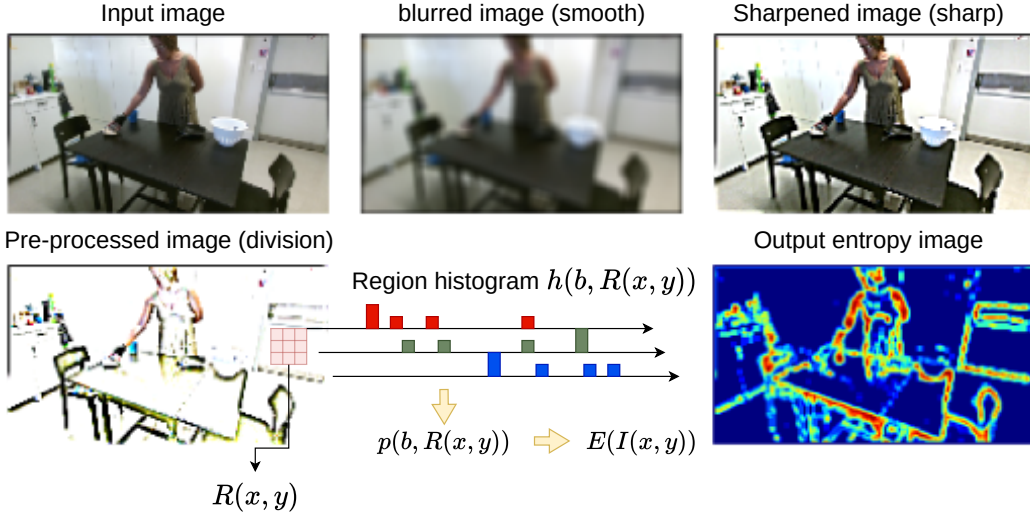 Input image
blurred image (smooth)
Sharpened image (sharp)
Pre-processed image (division)
Region histogram h(b, R(x, y))
Output entropy image
p(b, R(x, y))
E(I(x, y))
R(x, y)